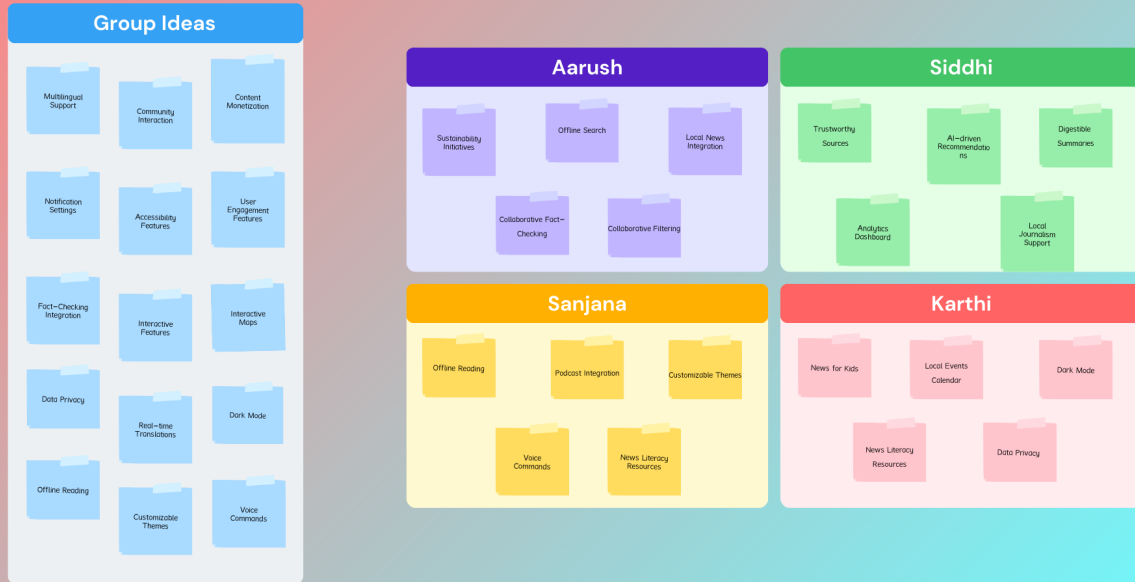 Group Ideas
Multilingual
Support
Community
Interaction
Content
Monetization
Notification
Settings
Accessibility
Features
User
Engagement
Features
Fact-Checking
Integration
Interactive
Features
Interactive
Maps
Data Privacy
Real-time
Translations
Dark Mode
Offline Reading
Customizable
Themes
Voice
Commands
Aarush
Sustainability
Initiatives
Offline Search
Local News
Integration
Collaborative Fact-
Checking
Collaborative Filtering
Siddhi
Trustworthy
Sources
AI-driven
Recommendatio
ns
Digestible
Summaries
Analytics
Dashboard
Local
Journalism
Support
Sanjana
Offline Reading
Podcast Integration
Customizable Themes
Voice
Commands
News Literacy
Resources
Karthi
News for Kids
Local Events
Calendar
Dark Mode
News Literacy
Resources
Data Privacy